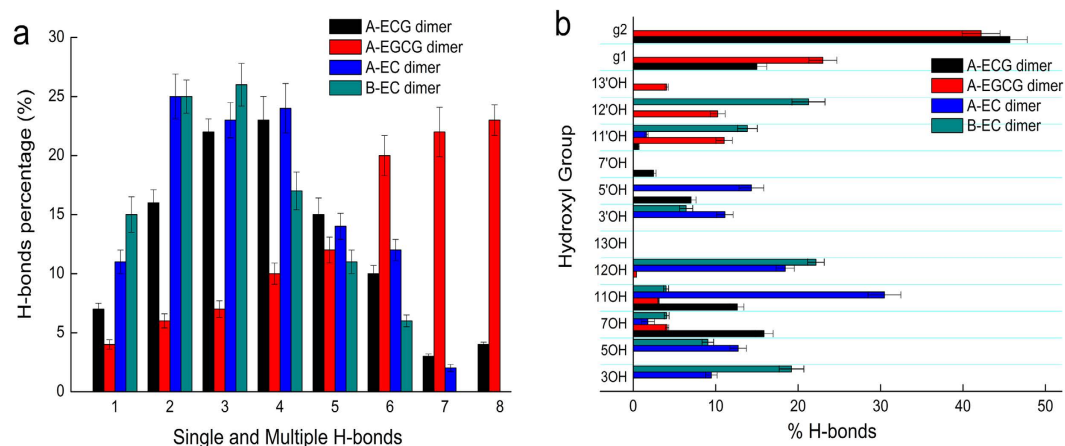 a
H-bonds percentage (%)
30
25
20
15
10
5
0
A-ECG dimer
A-EGCG dimer
A-EC dimer
B-EC dimer
1 2 3 4 5 6 7 8
Single and Multiple H-bonds
b
Hydroxyl Group
g2
g1
13'OH
12'OH
11'OH
7'OH
5'OH
3'OH
13OH
12OH
11OH
7OH
5OH
3OH
A-ECG dimer
A-EGCG dimer
A-EC dimer
B-EC dimer
0 10 20 30 40 50
% H-bonds